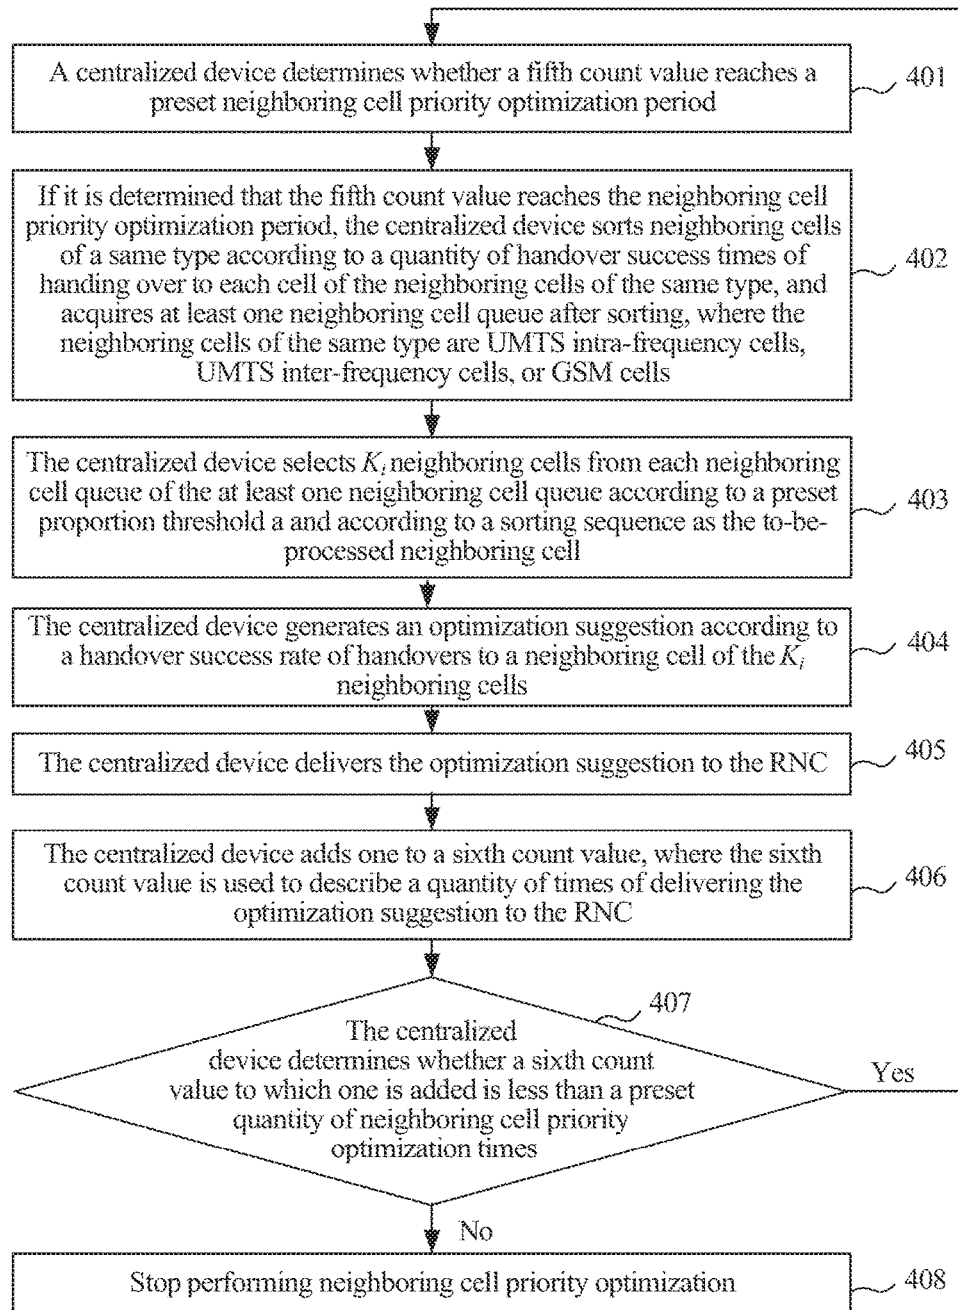 A centralized device determines whether a fifth count value reaches a
preset neighboring cell priority optimization period
401
If it is determined that the fifth count value reaches the neighboring cell
priority optimization period, the centralized device sorts neighboring cells
of a same type according to a quantity of handover success times of
handing over to each cell of the neighboring cells of the same type, and
acquires at least one neighboring cell queue after sorting, where the
neighboring cells of the same type are UMTS intra-frequency cells,
UMTS inter-frequency cells, or GSM cells
402
The centralized device selects Ki neighboring cells from each neighboring
cell queue of the at least one neighboring cell queue according to a preset
proportion threshold a and according to a sorting sequence as the to-be-
processed neighboring cell
403
The centralized device generates an optimization suggestion according to
a handover success rate of handovers to a neighboring cell of the Ki
neighboring cells
404
The centralized device delivers the optimization suggestion to the RNC
405
The centralized device adds one to a sixth count value, where the sixth
count value is used to describe a quantity of times of delivering the
optimization suggestion to the RNC
406
407
The centralized
device determines whether a sixth count
value to which one is added is less than a preset
quantity of neighboring cell priority
optimization times
Yes
No
Stop performing neighboring cell priority optimization
408